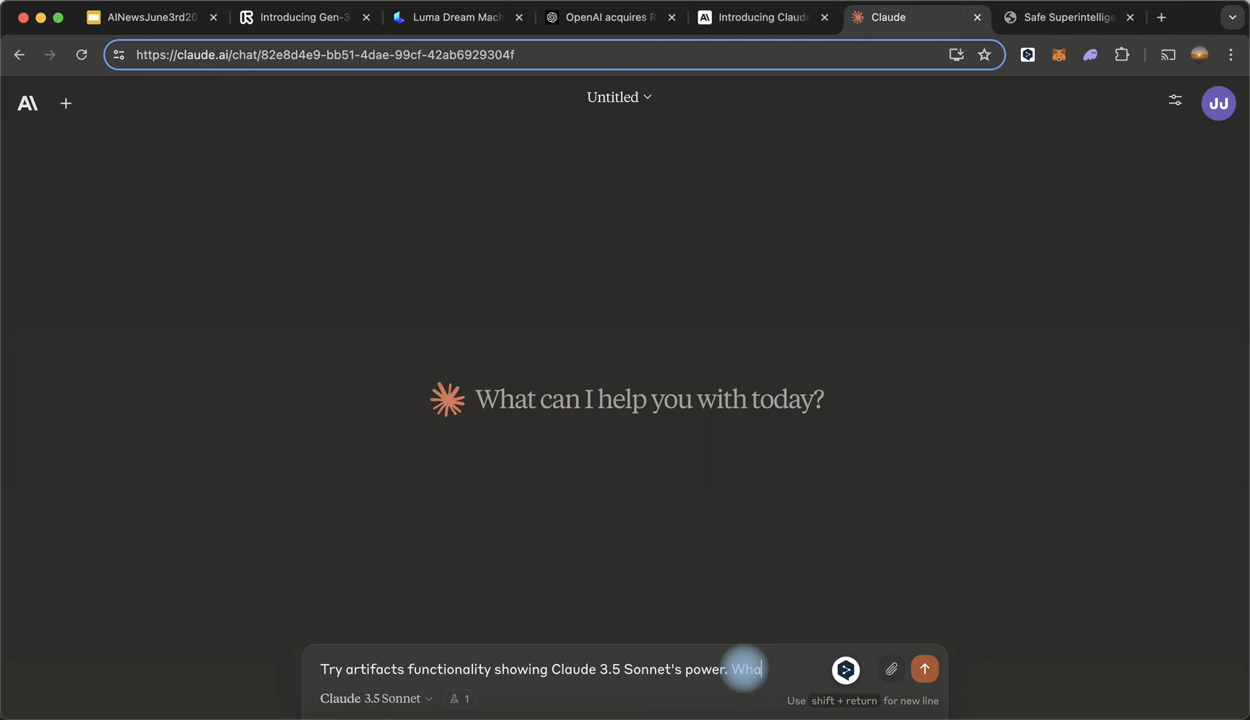 AINewsJune3rd20
Introducing Gen-3
Luma Dream Mach
OpenAI acquires R
Introducing Claude
Claude
Safe Superintellige
https://claude.ai/chat/82e8d4e9-bb51-4dae-99cf-42ab6929304f
Untitled
JJ
What can I help you with today?
Try artifacts functionality showing Claude 3.5 Sonnet's power. Wha
Claude 3.5 Sonnet
1
Use shift + return for new line